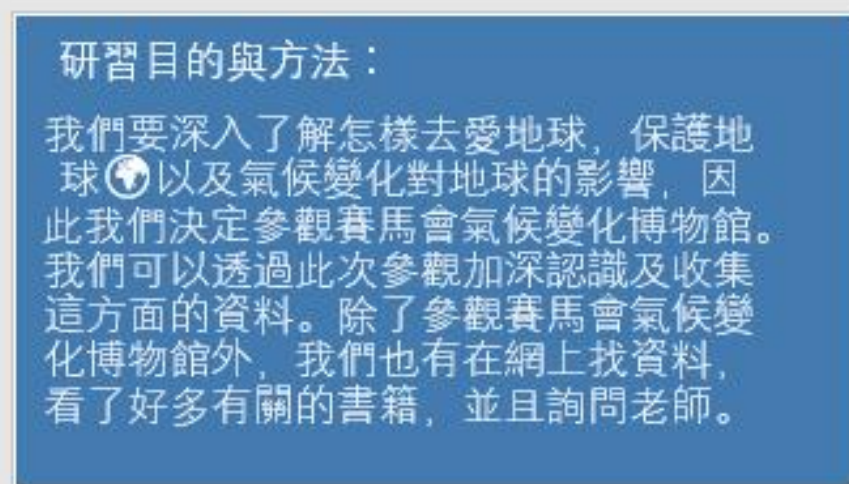 研習目的與方法：
我們要深入了解怎樣去愛地球，保護地
球🌍以及氣候變化對地球的影響，因
此我們決定參觀賽馬會氣候變化博物館。
我們可以透過此次參觀加深認識及收集
這方面的資料。除了參觀賽馬會氣候變
化博物館外，我們也有在網上找資料，
看了好多有關的書籍，並且詢問老師。